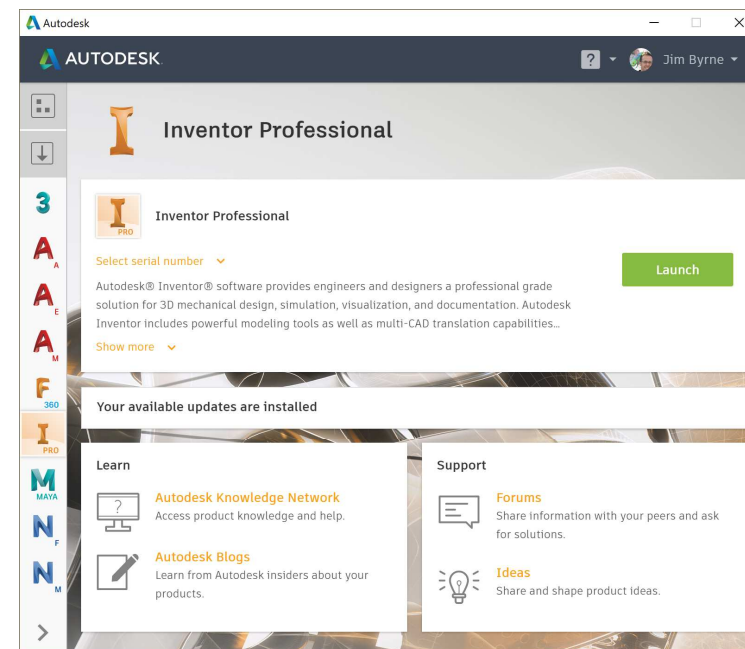 Autodesk
AUTODESK
? Jim Byrne
Inventor Professional
3
A A
A E
A M
F 360
I PRO
M MAYA
N F
N M
I
PRO
Inventor Professional
Select serial number
Launch
Autodesk® Inventor® software provides engineers and designers a professional grade
solution for 3D mechanical design, simulation, visualization, and documentation. Autodesk
Inventor includes powerful modeling tools as well as multi-CAD translation capabilities...
Show more
Your available updates are installed
Learn
?
Autodesk Knowledge Network
Access product knowledge and help.
Autodesk Blogs
Learn from Autodesk insiders about your
products.
Support
Forums
Share information with your peers and ask
for solutions.
Ideas
Share and shape product ideas.